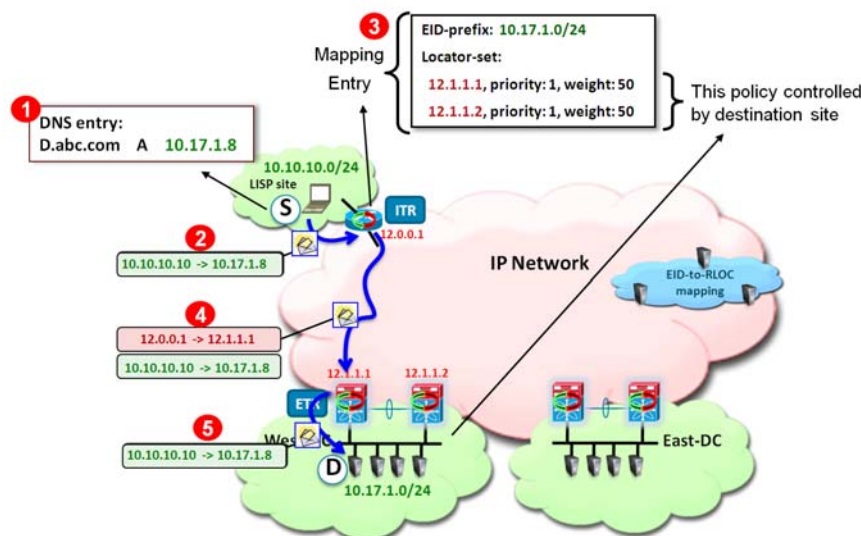 3
Mapping
Entry
EID-prefix: 10.17.1.0/24
Locator-set:
12.1.1.1, priority: 1, weight: 50
12.1.1.2, priority: 1, weight: 50
This policy controlled
by destination site
1
DNS entry:
D.abc.com A 10.17.1.8
10.10.10.0/24
LISP site
S
ITR
12.0.0.1
2
10.10.10.10 -> 10.17.1.8
IP Network
EID-to-RLOC
mapping
4
12.0.0.1 -> 12.1.1.1
10.10.10.10 -> 10.17.1.8
12.1.1.1
12.1.1.2
ETR
5
10.10.10.10 -> 10.17.1.8
D
East-DC
10.17.1.0/24